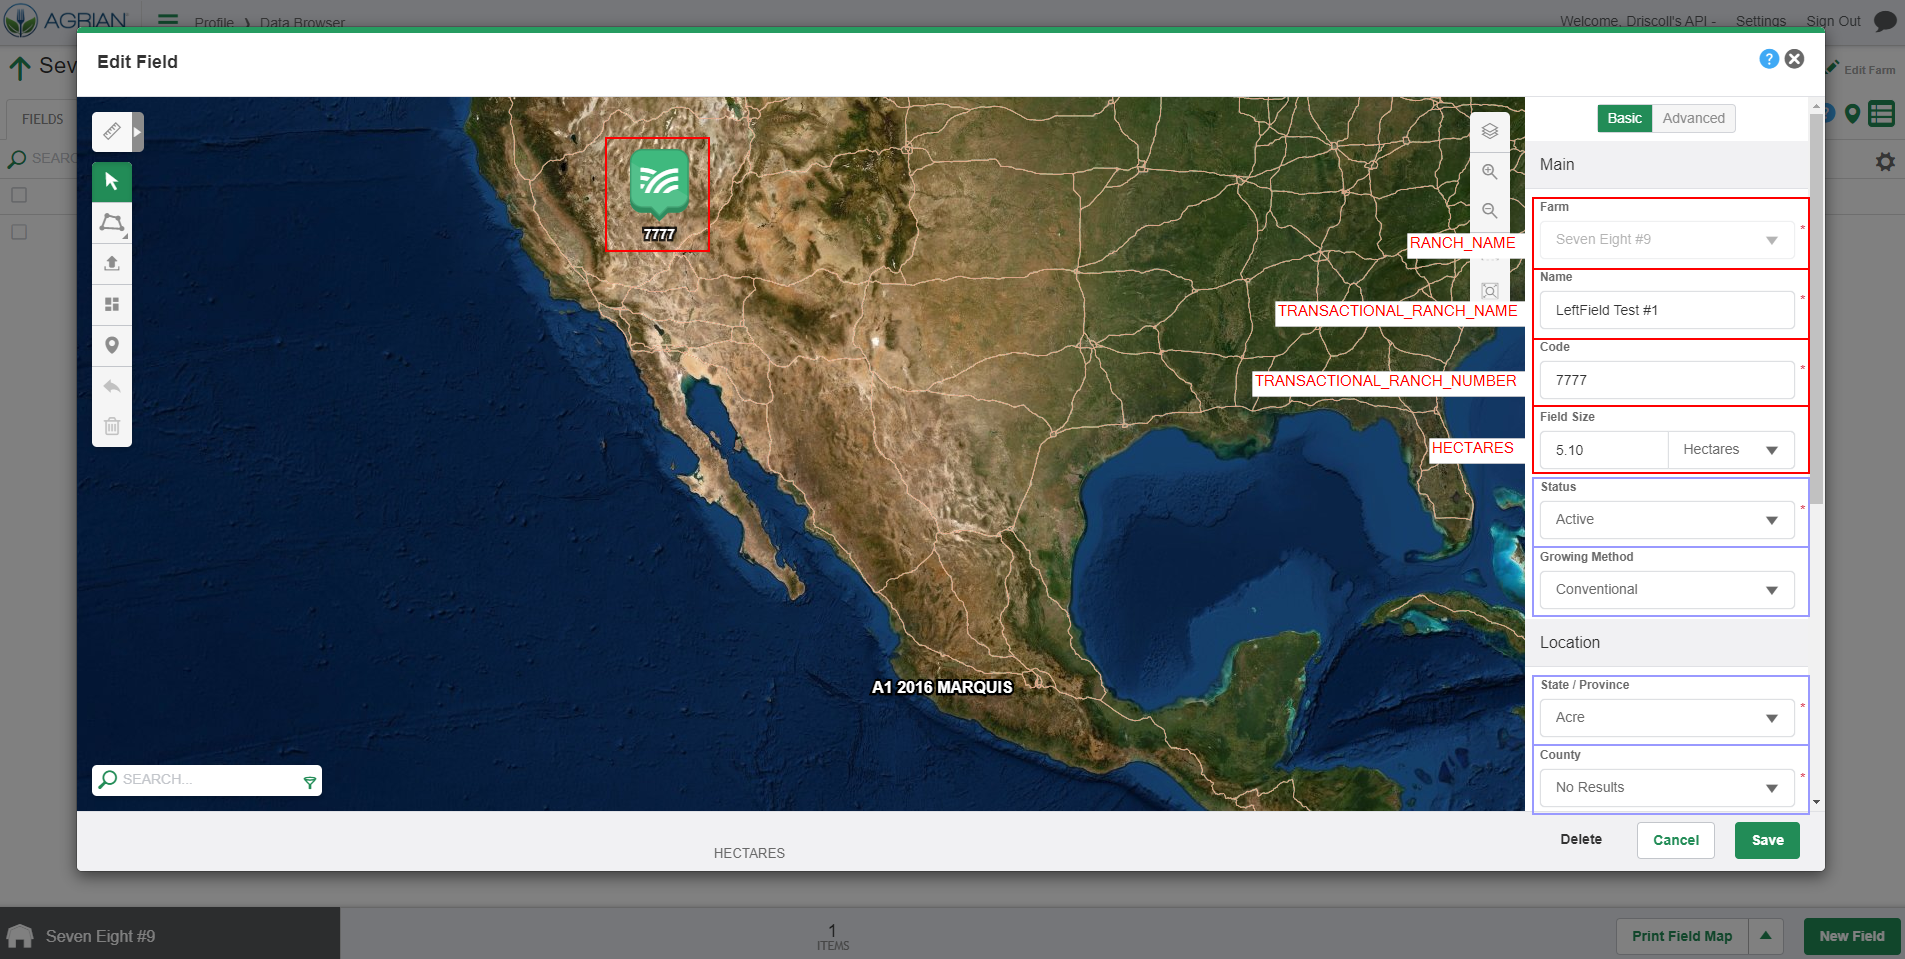 AGRIAN
Profile ❯ Data Browser
Welcome, Driscoll's API -
Settings
Sign Out
Edit Field
Sev
Edit Farm
FIELDS
SEARC
Basic
Advanced
Main
Farm
Seven Eight #9
*
RANCH_NAME
Name
LeftField Test #1
*
TRANSACTIONAL_RANCH_NAME
Code
7777
*
TRANSACTIONAL_RANCH_NUMBER
Field Size
5.10
Hectares
HECTARES
Status
Active
*
Growing Method
Conventional
Location
State / Province
Acre
*
County
No Results
*
7777
A1 2016 MARQUIS
SEARCH...
HECTARES
Delete
Cancel
Save
Seven Eight #9
1
ITEMS
Print Field Map
New Field